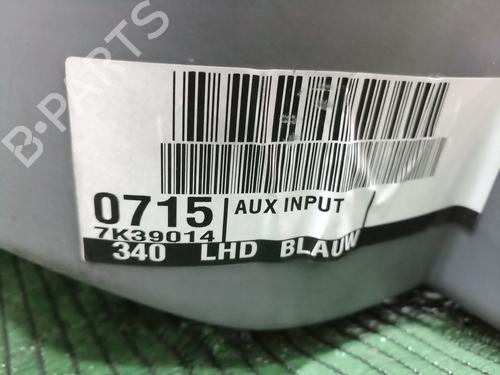 B-PARTS
0715
AUX INPUT
7K39014
340 LHD BLAUW